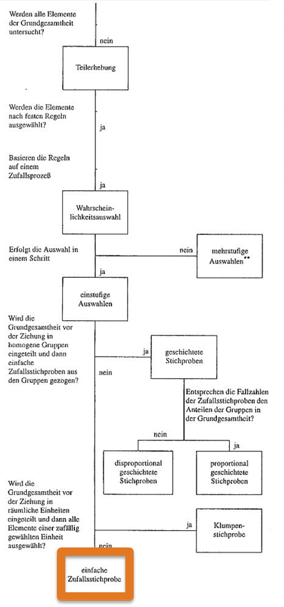 Werden alle Elemente
der Grundgesamtheit
untersucht?
nein
Teilerhebung
Werden die Elemente
nach festen Regeln
ausgewählt?
ja
Basieren die Regeln
auf einem
Zufallsprozeß
ja
Wahrschein-
lichkeitsauswahl
Erfolgt die Auswahl in
einem Schritt
nein
mehrstufige
Auswahlen**
ja
einstufige
Auswahlen
Wird die
Grundgesamtheit vor
der Ziehung in
homogene Gruppen
eingeteilt und dann
einfache
Zufallsstichproben aus
den Gruppen gezogen?
ja
geschichtete
Stichproben
nein
Entsprechen die Fallzahlen
der Zufallsstichproben den
Anteilen der Gruppen in
der Grundgesamtheit?
nein
ja
disproportional
geschichtete
Stichproben
proportional
geschichtete
Stichproben
Wird die
Grundgesamtheit vor
der Ziehung in
räumliche Einheiten
eingeteilt und dann alle
Elemente einer zufällig
gewählten Einheit
ausgewählt?
ja
Klumpen-
stichprobe
nein
einfache
Zufallsstichprobe